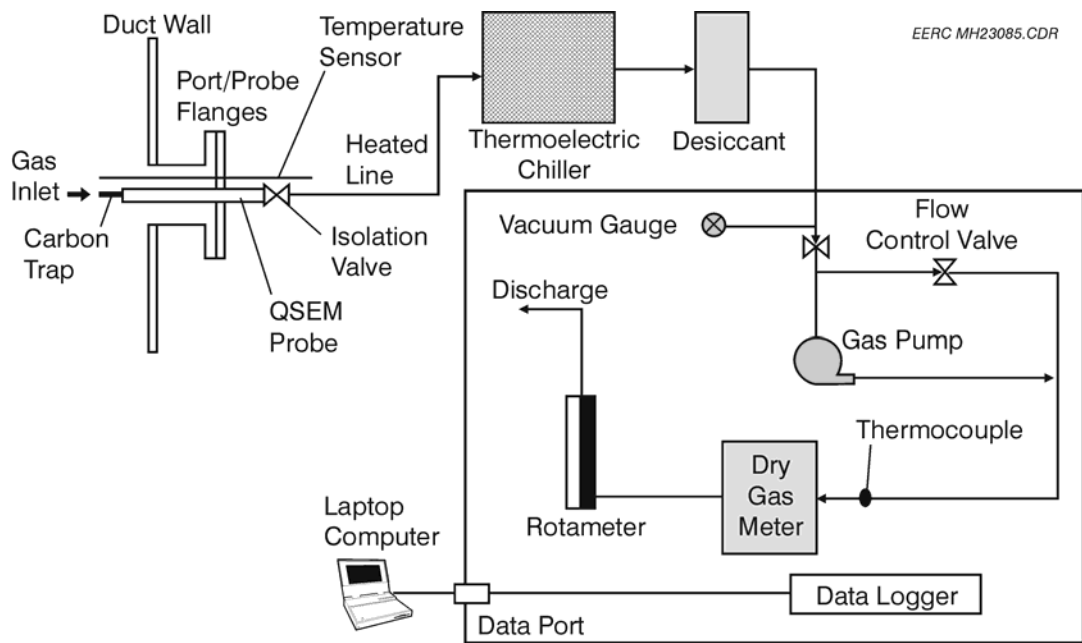 Duct Wall
Temperature
Sensor
EERC MH23085.CDR
Port/Probe
Flanges
Thermoelectric
Chiller
Desiccant
Heated
Line
Gas
Inlet
Carbon
Trap
Isolation
Valve
QSEM
Probe
Vacuum Gauge
Flow
Control Valve
Discharge
Gas Pump
Thermocouple
Dry
Gas
Meter
Rotameter
Laptop
Computer
Data Logger
Data Port